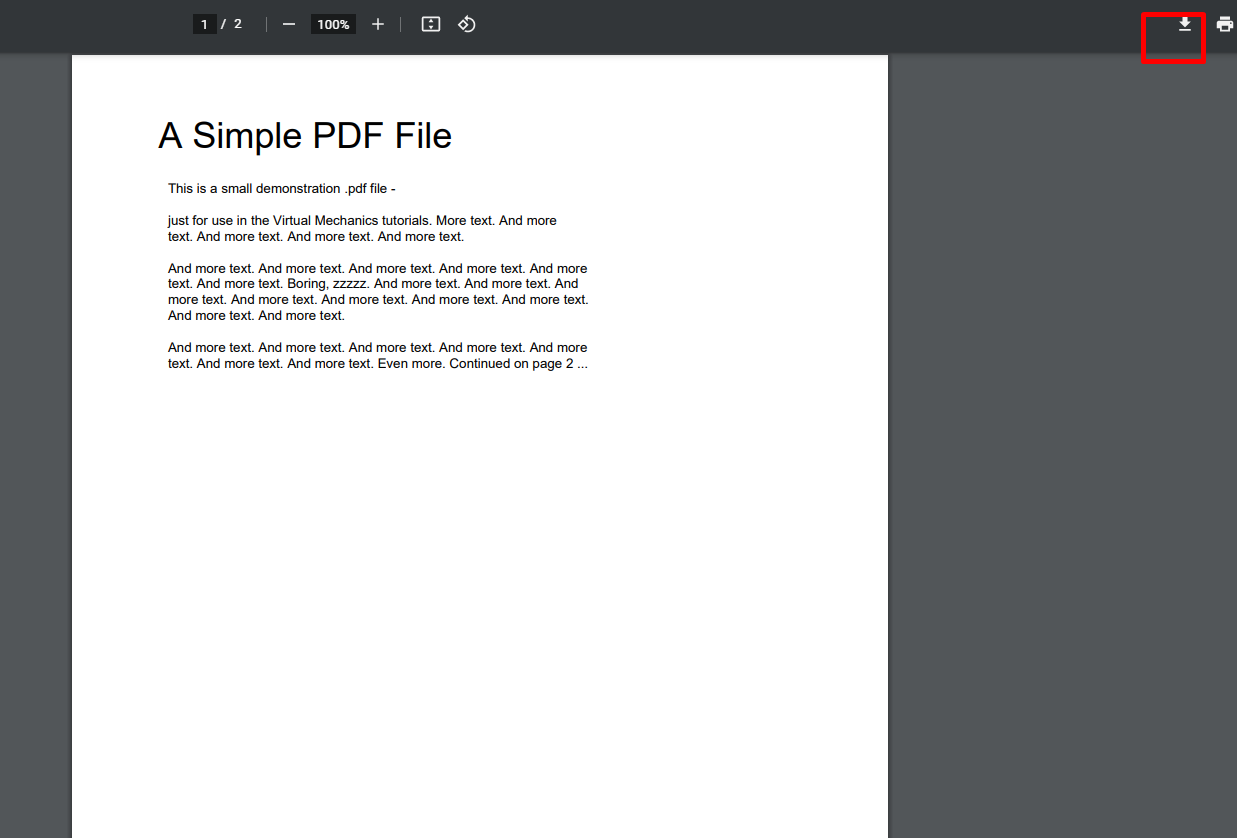 1 / 2 100%
A Simple PDF File
This is a small demonstration .pdf file -
just for use in the Virtual Mechanics tutorials. More text. And more
text. And more text. And more text. And more text.
And more text. And more text. And more text. And more text. And more
text. And more text. Boring, zzzzz. And more text. And more text. And
more text. And more text. And more text. And more text. And more text.
And more text. And more text.
And more text. And more text. And more text. And more text. And more
text. And more text. And more text. Even more. Continued on page 2 ...